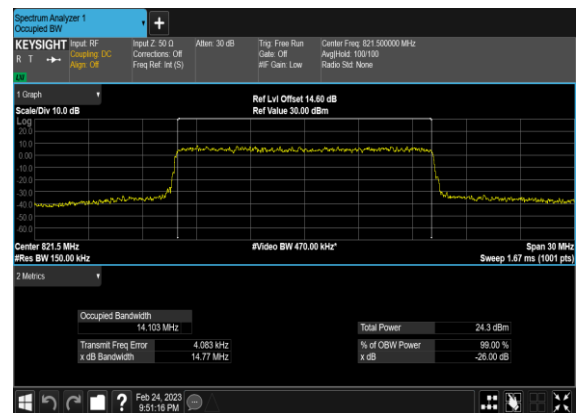 Spectrum Analyzer 1
Occupied BW
KEYSIGHT Input: RF Input Z: 50 Ω Atten: 30 dB Trig: Free Run Center Freq: 821.500000 MHz
R T Coupling: DC Corrections: Off Gate: Off Avg|Hold: 100/100
Align: Off Freq Ref: Int (S) #IF Gain: Low Radio Std: None
1 Graph
Ref Lvl Offset 14.60 dB
Scale/Div 10.0 dB Ref Value 30.00 dBm
Log
20.0
10.0
0.00
-10.0
-20.0
-30.0
-40.0
-50.0
-60.0
Center 821.5 MHz #Video BW 470.00 kHz* Span 30 MHz
#Res BW 150.00 kHz Sweep 1.67 ms (1001 pts)
2 Metrics
Occupied Bandwidth
14.103 MHz Total Power 24.3 dBm
Transmit Freq Error 4.083 kHz % of OBW Power 99.00 %
x dB Bandwidth 14.77 MHz x dB -26.00 dB
Feb 24, 2023
9:51:16 PM